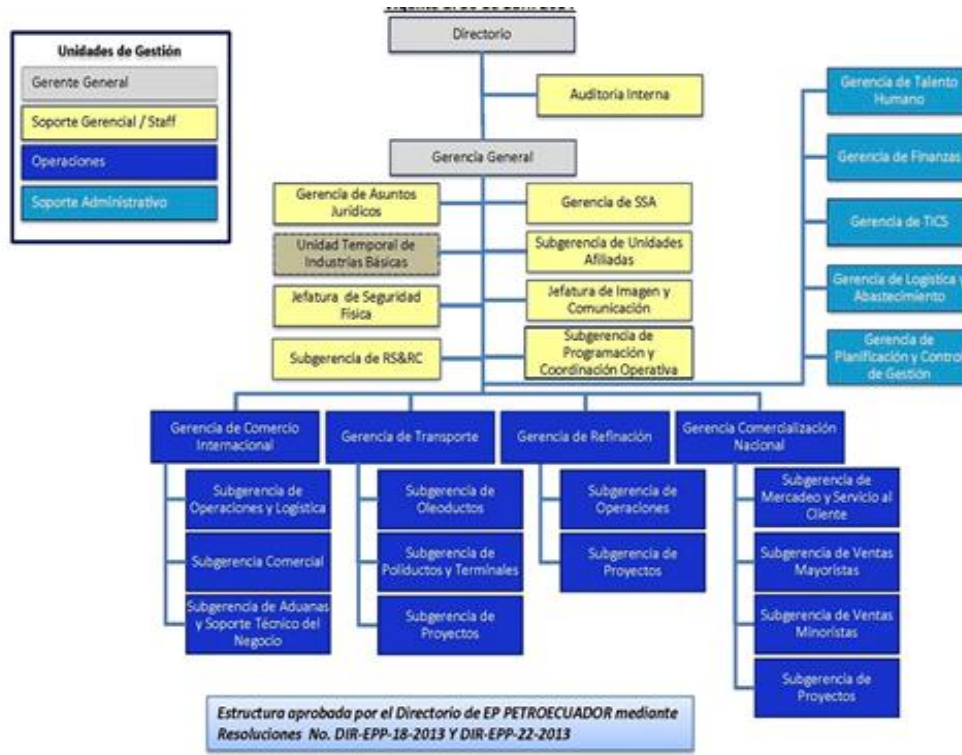 Directorio
Unidades de Gestión
Gerente General
Soporte Gerencial / Staff
Operaciones
Soporte Administrativo
Auditoria Interna
Gerencia General
Gerencia de Asuntos
Jurídicos
Gerencia de SSA
Unidad Temporal de
Industrias Básicas
Subgerencia de Unidades
Afiliadas
Jefatura de Seguridad
Física
Jefatura de Imagen y
Comunicación
Subgerencia de RS&RC
Subgerencia de
Programación y
Coordinación Operativa
Gerencia de Talento
Humano
Gerencia de Finanzas
Gerencia de TICS
Gerencia de Logística y
Abastecimiento
Gerencia de
Planificación y Control
de Gestión
Gerencia de Comercio
Internacional
Subgerencia de
Operaciones y Logística
Subgerencia Comercial
Subgerencia de Aduanas
y Soporte Técnico del
Negocio
Gerencia de Transporte
Subgerencia de
Oleoductos
Subgerencia de
Poliductos y Terminales
Subgerencia de
Proyectos
Gerencia de Refinación
Subgerencia de
Operaciones
Subgerencia de
Proyectos
Gerencia Comercialización
Nacional
Subgerencia de
Mercadeo y Servicio al
Cliente
Subgerencia de Ventas
Mayoristas
Subgerencia de Ventas
Minoristas
Subgerencia de
Proyectos
Estructura aprobada por el Directorio de EP PETROECUADOR mediante
Resoluciones No. DIR-EPP-18-2013 Y DIR-EPP-22-2013